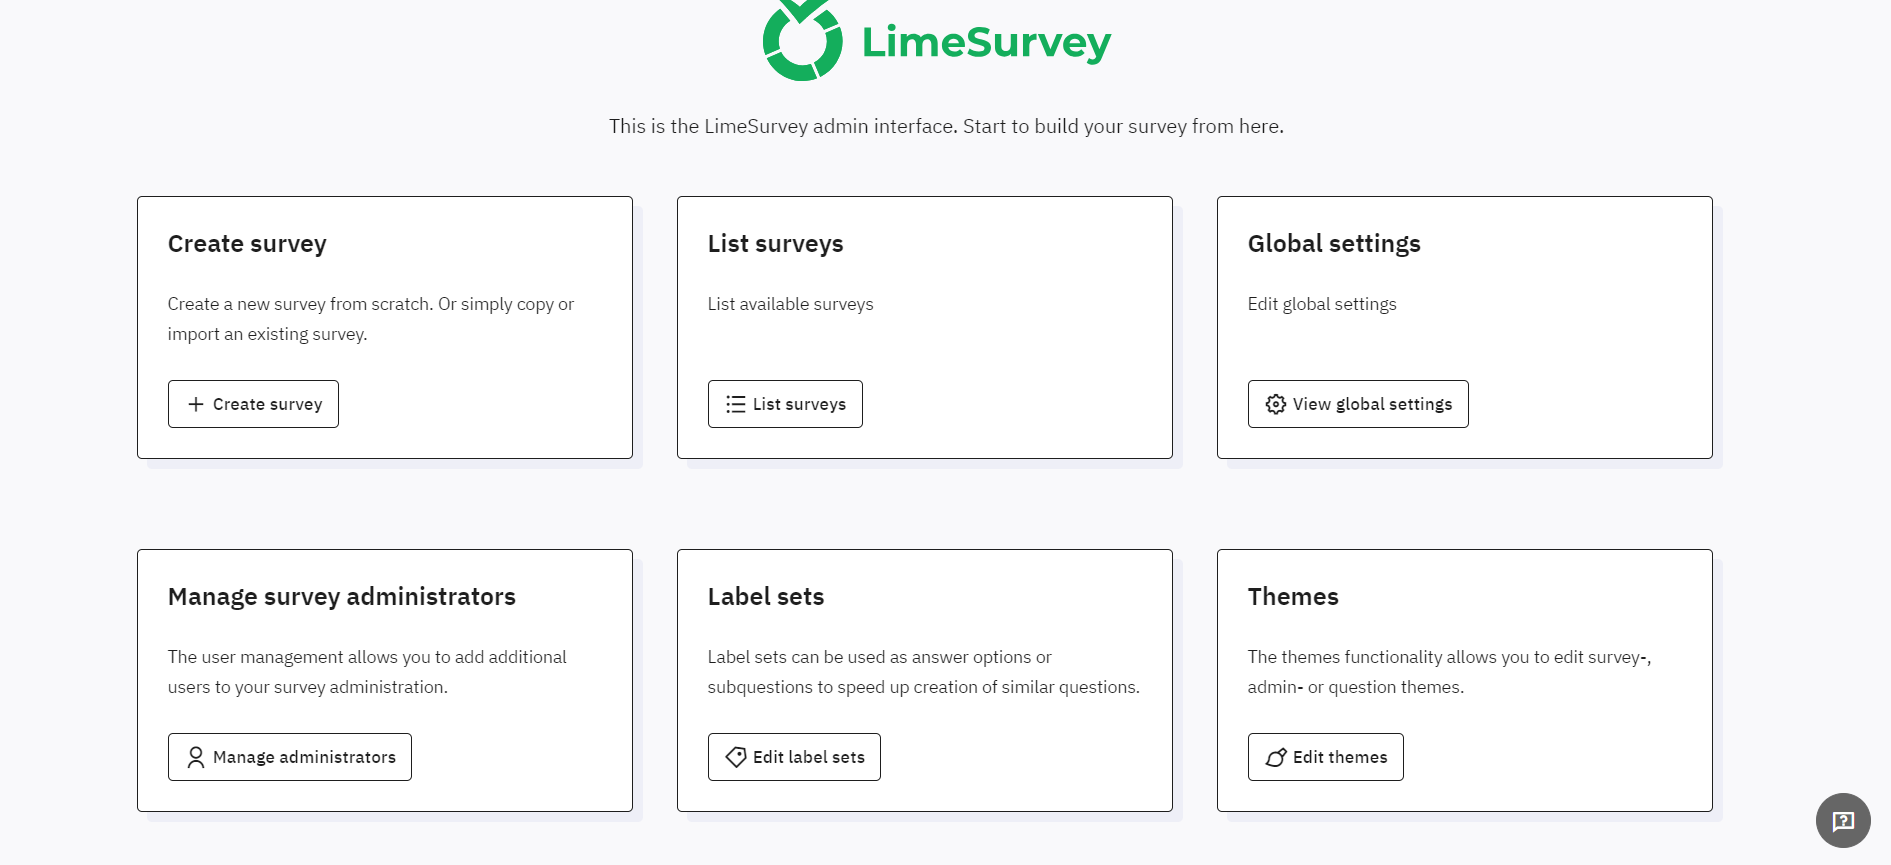 LimeSurvey
This is the LimeSurvey admin interface. Start to build your survey from here.
Create survey
Create a new survey from scratch. Or simply copy or
import an existing survey.
Create survey
List surveys
List available surveys
List surveys
Global settings
Edit global settings
View global settings
Manage survey administrators
The user management allows you to add additional
users to your survey administration.
Manage administrators
Label sets
Label sets can be used as answer options or
subquestions to speed up creation of similar questions.
Edit label sets
Themes
The themes functionality allows you to edit survey-,
admin- or question themes.
Edit themes
?